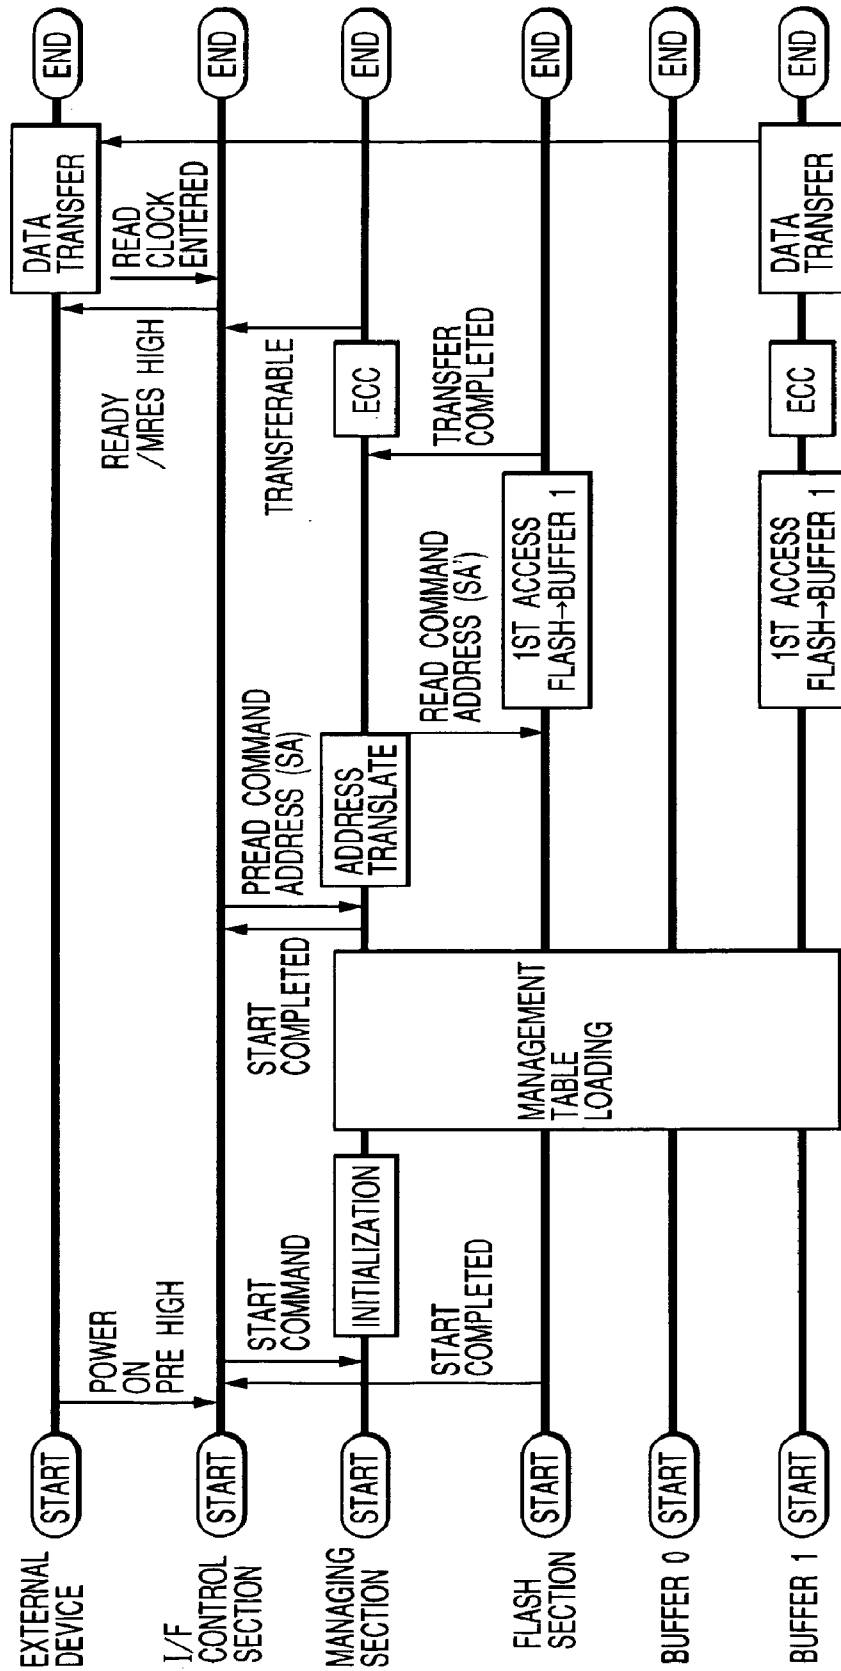 EXTERNAL
DEVICE
START
POWER
ON
PRE HIGH
READY
/MRES HIGH
READ
CLOCK
ENTERED
DATA
TRANSFER
END
I/F
CONTROL
SECTION
START
START
COMMAND
START
COMPLETED
PREAD COMMAND
ADDRESS (SA)
TRANSFERABLE
END
MANAGING
SECTION
START
INITIALIZATION
MANAGEMENT
TABLE
LOADING
ADDRESS
TRANSLATE
ECC
END
START
COMPLETED
READ COMMAND
ADDRESS (SA')
TRANSFER
COMPLETED
FLASH
SECTION
START
1ST ACCESS
FLASH→BUFFER 1
END
BUFFER 0
START
END
BUFFER 1
START
1ST ACCESS
FLASH→BUFFER 1
ECC
DATA
TRANSFER
END